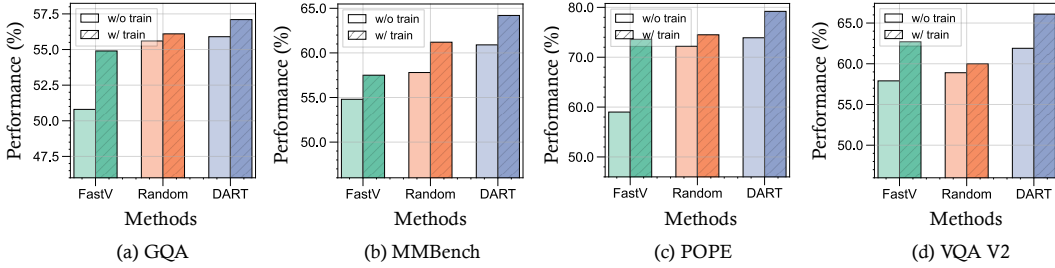 Performance (%)
57.5
55.0
52.5
50.0
47.5
w/o train
w/ train
FastV Random DART
Methods
(a) GQA
Performance (%)
65.0
60.0
55.0
50.0
w/o train
w/ train
FastV Random DART
Methods
(b) MMBench
Performance (%)
80.0
70.0
60.0
50.0
w/o train
w/ train
FastV Random DART
Methods
(c) POPE
Performance (%)
65.0
60.0
55.0
50.0
w/o train
w/ train
FastV Random DART
Methods
(d) VQA V2